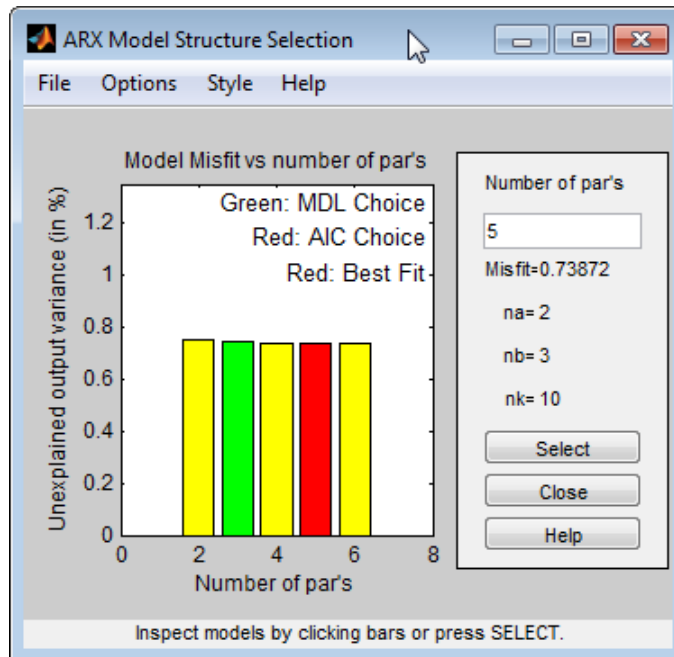 ARX Model Structure Selection
File Options Style Help
Model Misfit vs number of par's
Unexplained output variance (in %)
Green: MDL Choice
Red: AIC Choice
Red: Best Fit
1.2
1
0.8
0.6
0.4
0.2
0
0 2 4 6 8
Number of par's
Number of par's
5
Misfit=0.73872
na= 2
nb= 3
nk= 10
Select
Close
Help
Inspect models by clicking bars or press SELECT.